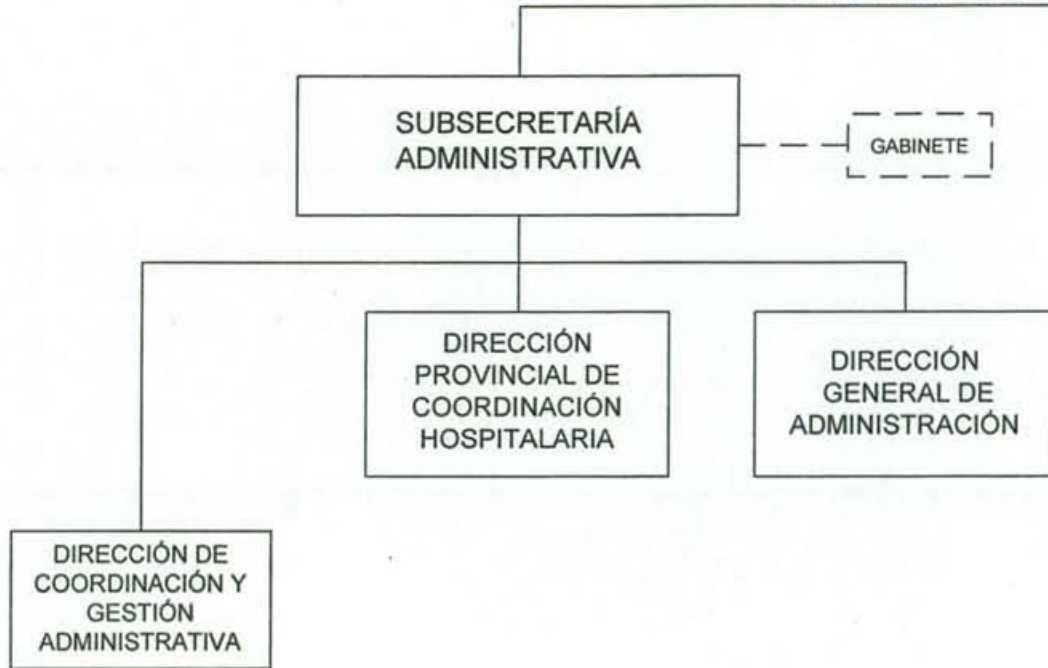 SUBSECRETARÍA
ADMINISTRATIVA
GABINETE
DIRECCIÓN
PROVINCIAL DE
COORDINACIÓN
HOSPITALARIA
DIRECCIÓN
GENERAL DE
ADMINISTRACIÓN
DIRECCIÓN DE
COORDINACIÓN Y
GESTIÓN
ADMINISTRATIVA